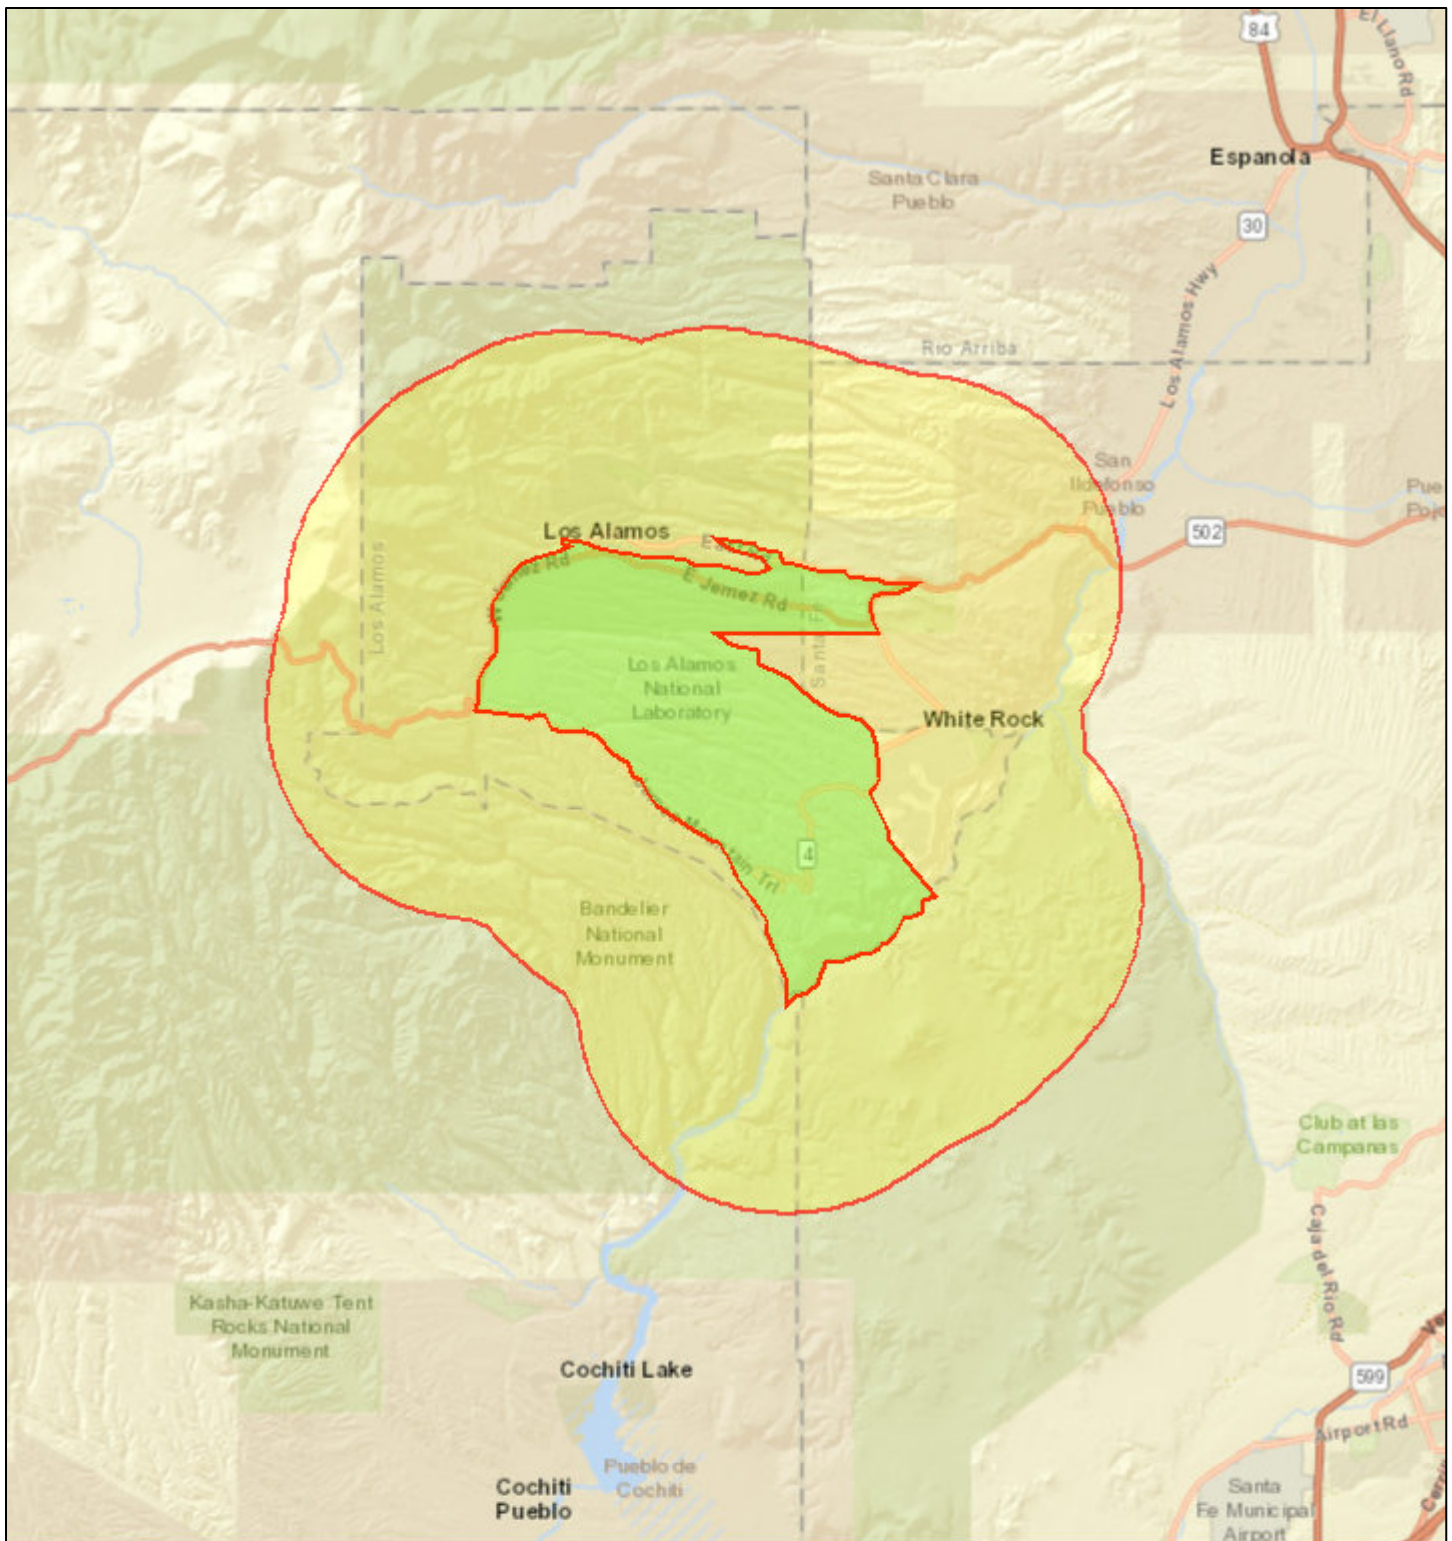 84
El Llano Rd
Espanola
Santa Clara
Pueblo
30
Los Alamos Hwy
Rio Arriba
San
Ildefonso
Pueblo
Pue
Pojo
502
Los Alamos
E Jemez Rd
Los Alamos
Santa Fe
Los Alamos
National
Laboratory
White Rock
4
Bandelier
National
Monument
Club at las
Campanas
Caja del Rio Rd
Kasha-Katuwe Tent
Rocks National
Monument
Cochiti Lake
599
Airport Rd
Pueblo de
Cochiti
Cochiti
Pueblo
Santa
Fe Municipal
Airport